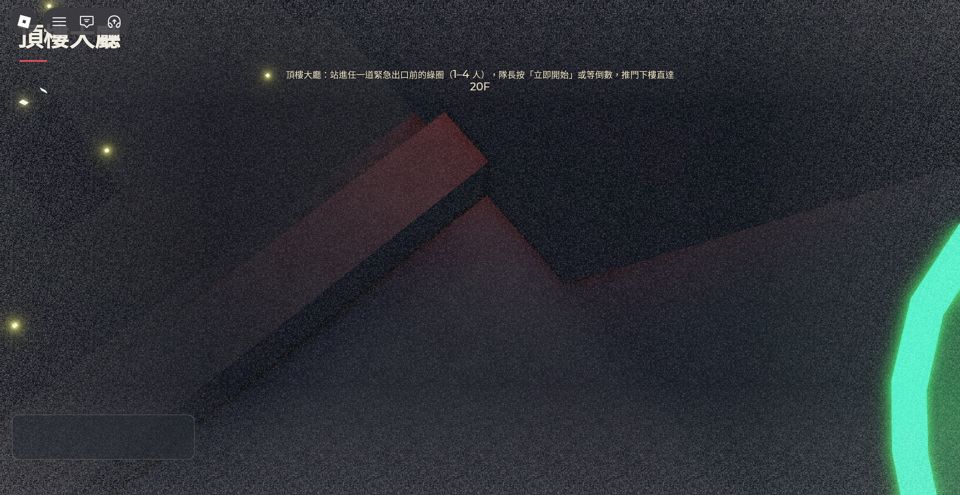 頂樓大廳
頂樓大廳：站進任一道緊急出口前的綠圈（1–4 人），隊長按「立即開始」或等倒數，推門下樓直達
20F